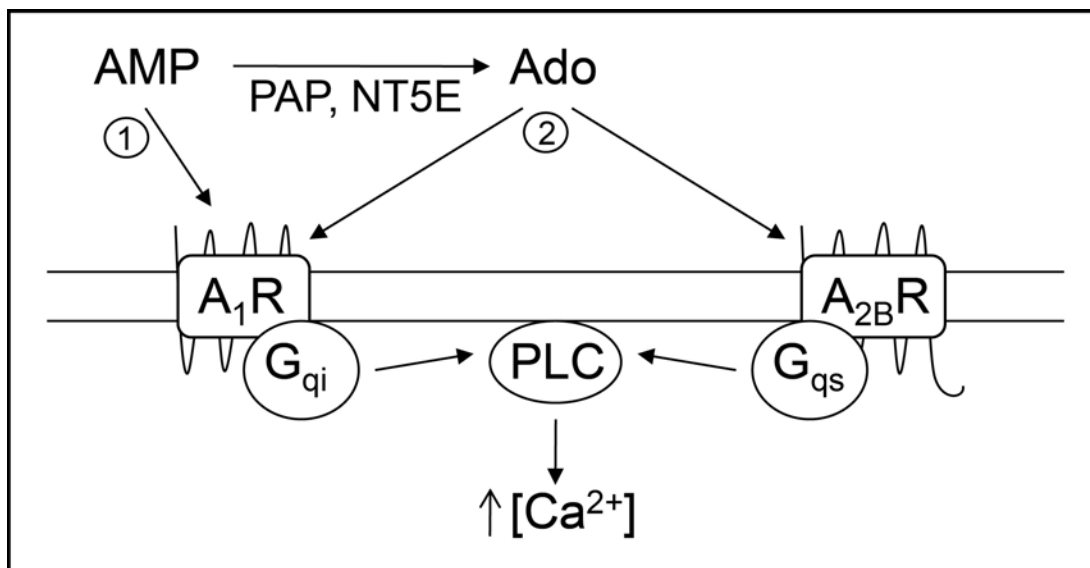 AMP
Ado
PAP, NT5E
1
2
A₁R
A₂BR
Gqi
PLC
Gqs
↑ [Ca²⁺]